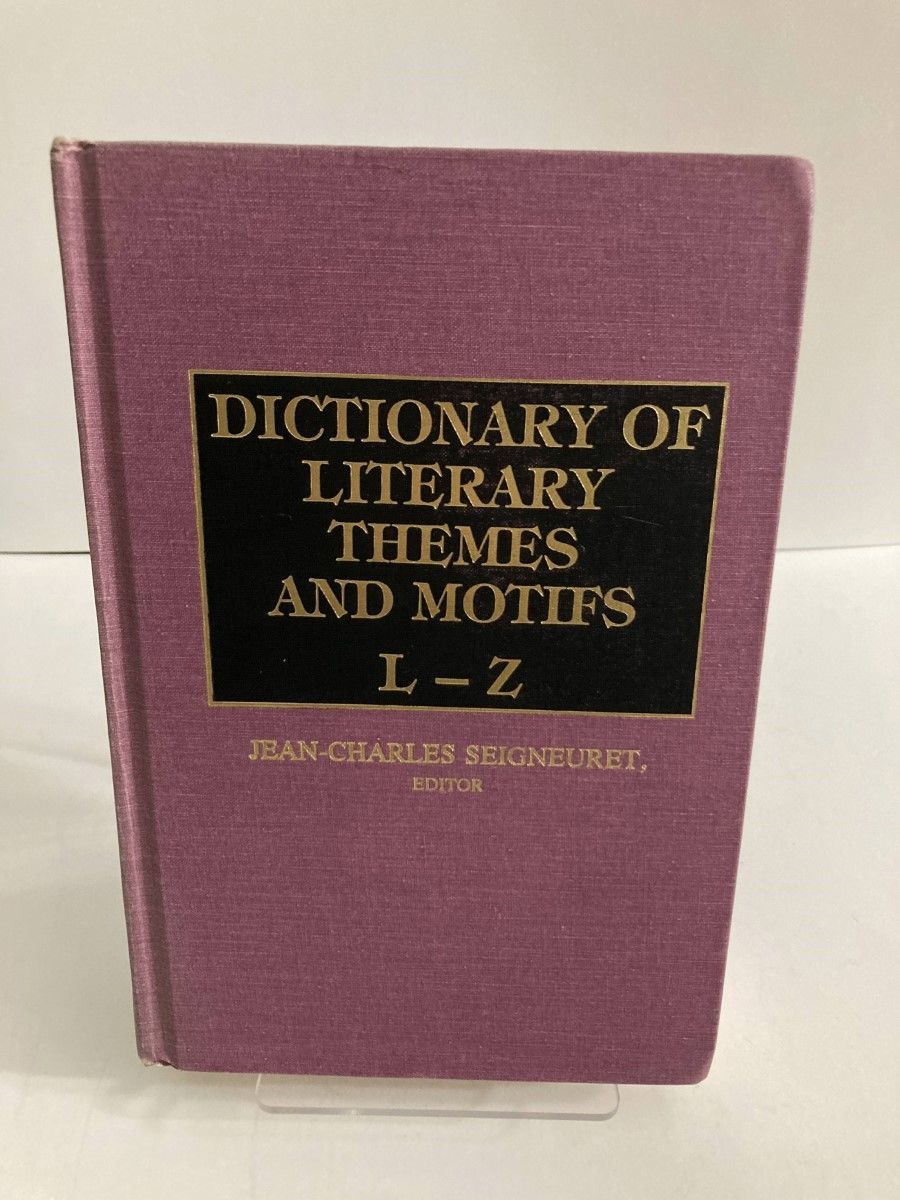 DICTIONARY OF
LITERARY
THEMES
AND MOTIFS
L – Z
JEAN-CHARLES SEIGNEURET,
EDITOR